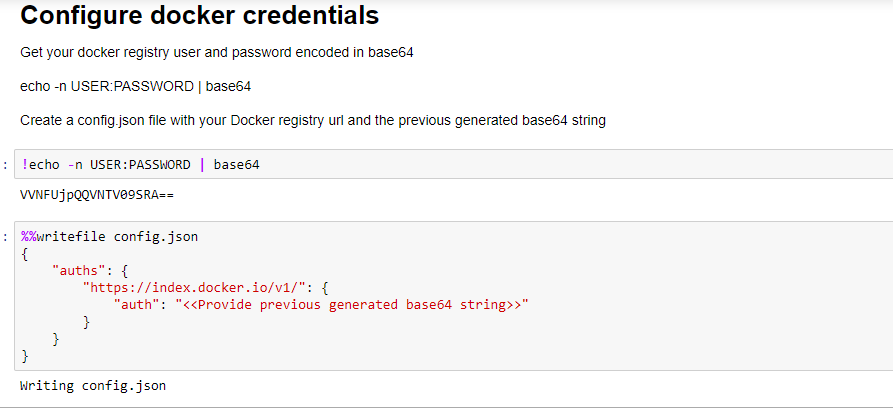 Configure docker credentials
Get your docker registry user and password encoded in base64
echo -n USER:PASSWORD | base64
Create a config.json file with your Docker registry url and the previous generated base64 string
: !echo -n USER:PASSWORD | base64
VVNFUjpQQVNTV09SRA==
: %%writefile config.json
{
    "auths": {
        "https://index.docker.io/v1/": {
            "auth": "<<Provide previous generated base64 string>>"
        }
    }
}
Writing config.json